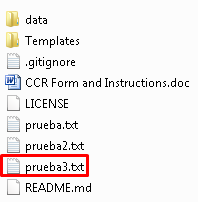 data
Templates
.gitignore
CCR Form and Instructions.doc
LICENSE
prueba.txt
prueba2.txt
prueba3.txt
README.md